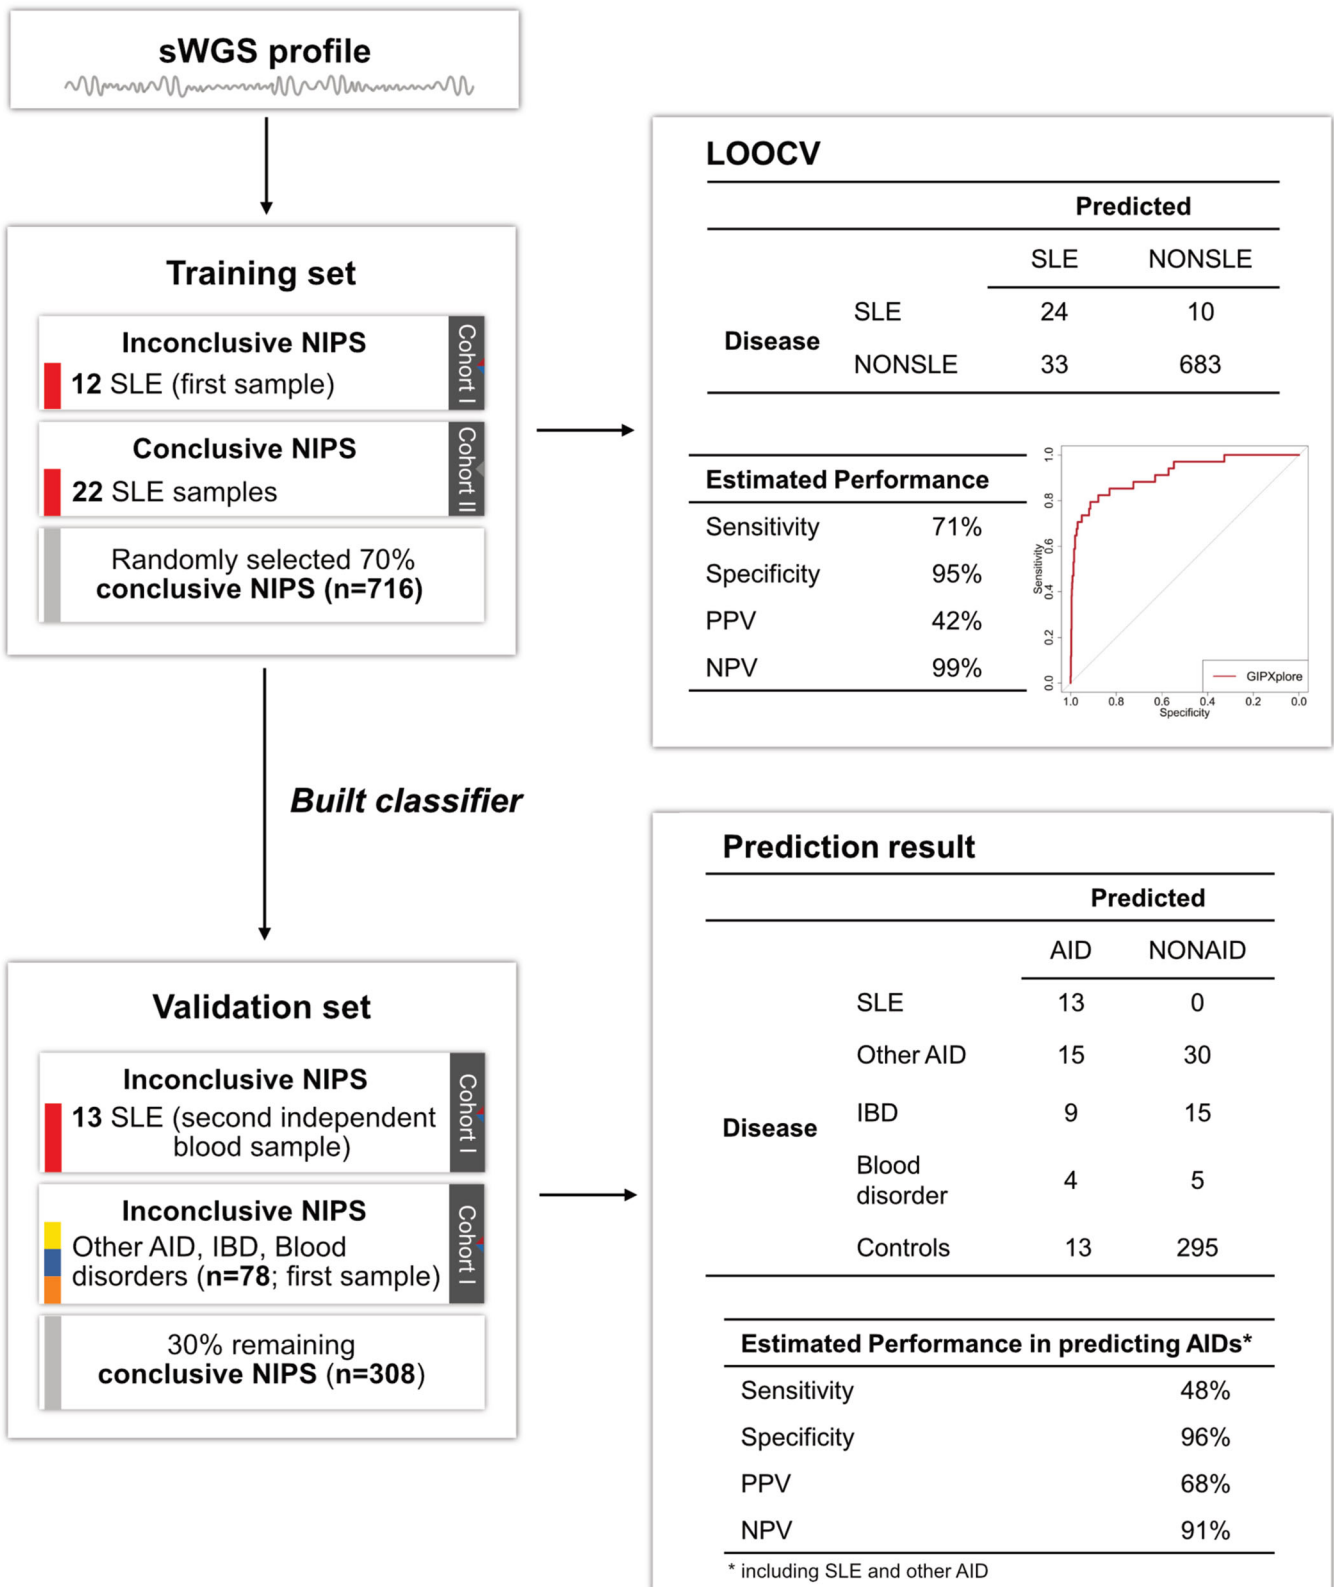 sWGS profile
Training set
Inconclusive NIPS
12 SLE (first sample)
Cohort I
Conclusive NIPS
22 SLE samples
Cohort II
Randomly selected 70%
conclusive NIPS (n=716)
LOOCV
Predicted
SLE NONSLE
Disease
SLE 24 10
NONSLE 33 683
Estimated Performance
Sensitivity 71%
Specificity 95%
PPV 42%
NPV 99%
Sensitivity
1.0
0.8
0.6
0.4
0.2
0.0
GIPXplore
1.0 0.8 0.6 0.4 0.2 0.0
Specificity
Built classifier
Validation set
Inconclusive NIPS
13 SLE (second independent
blood sample)
Cohort I
Inconclusive NIPS
Other AID, IBD, Blood
disorders (n=78; first sample)
Cohort I
30% remaining
conclusive NIPS (n=308)
Prediction result
Predicted
AID NONAID
Disease
SLE 13 0
Other AID 15 30
IBD 9 15
Blood
disorder 4 5
Controls 13 295
Estimated Performance in predicting AIDs*
Sensitivity 48%
Specificity 96%
PPV 68%
NPV 91%
* including SLE and other AID